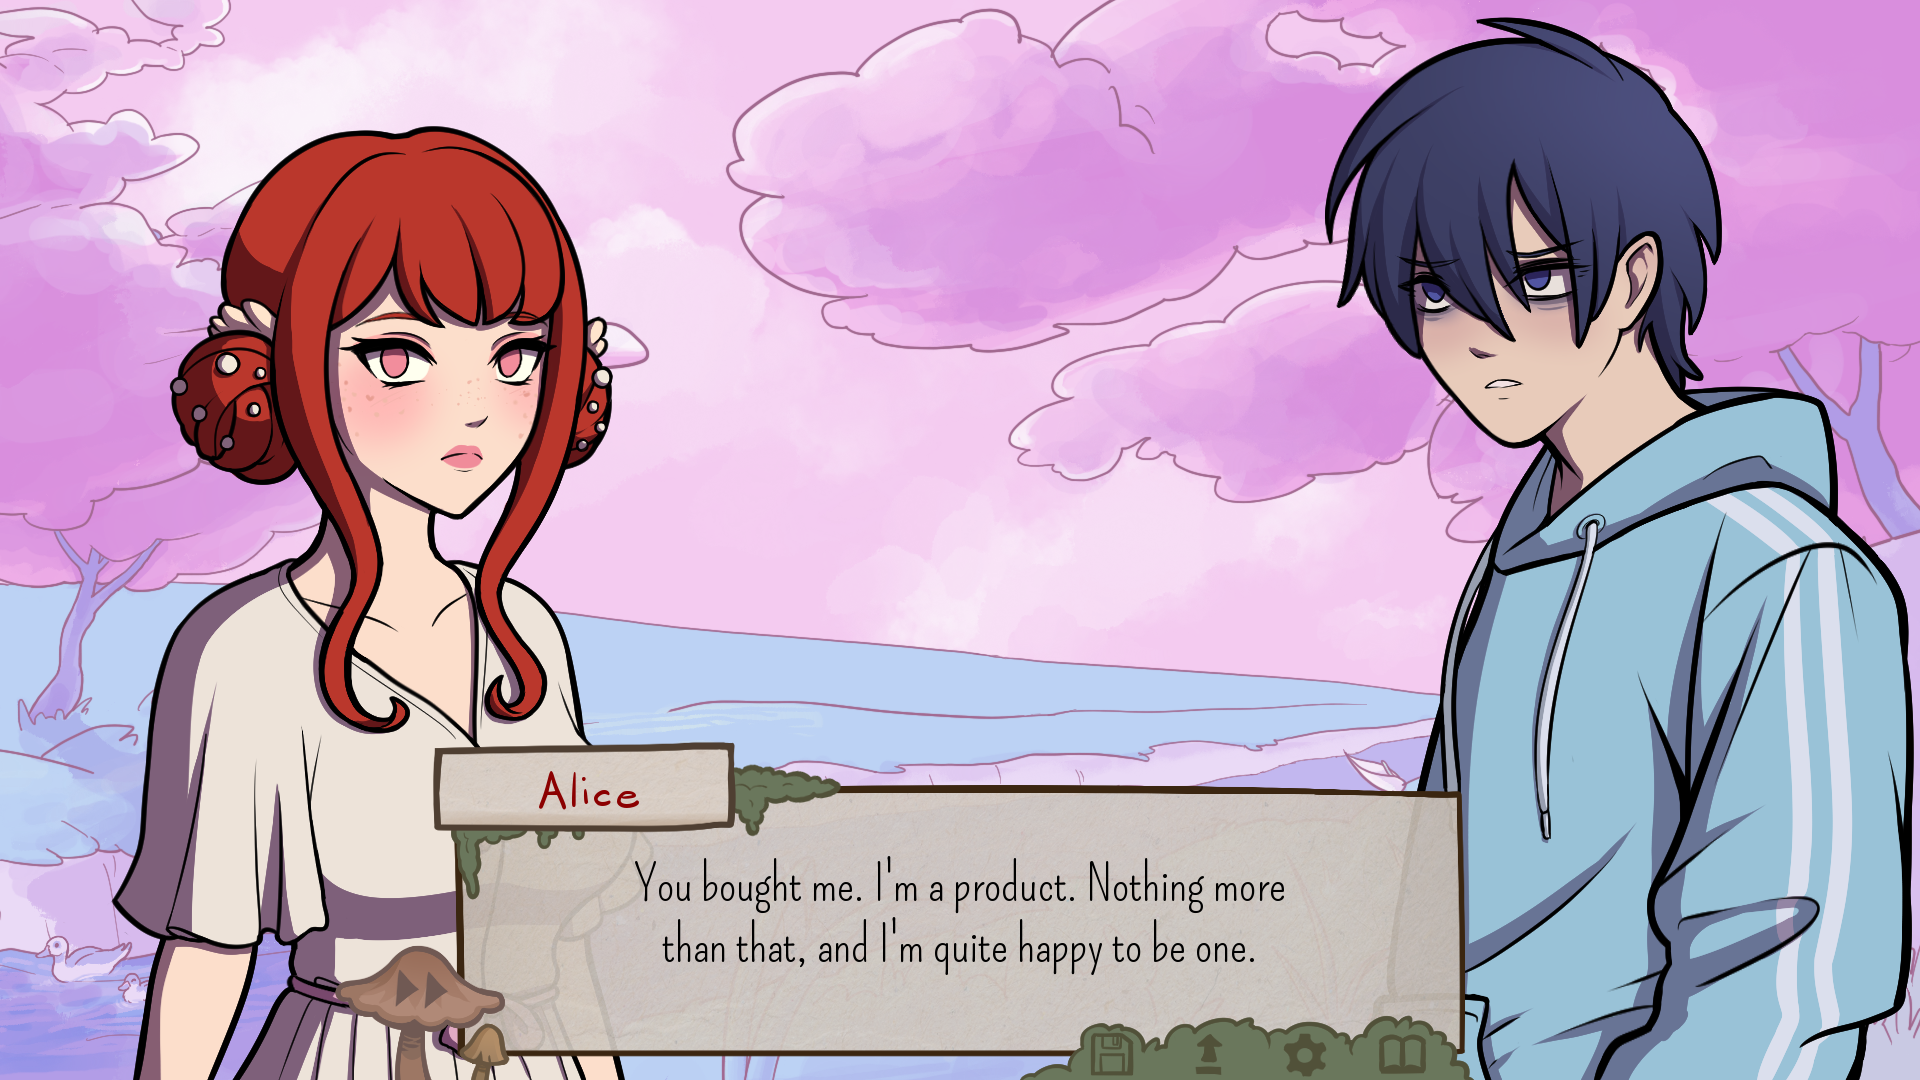 Alice
You bought me. I'm a product. Nothing more
than that, and I'm quite happy to be one.